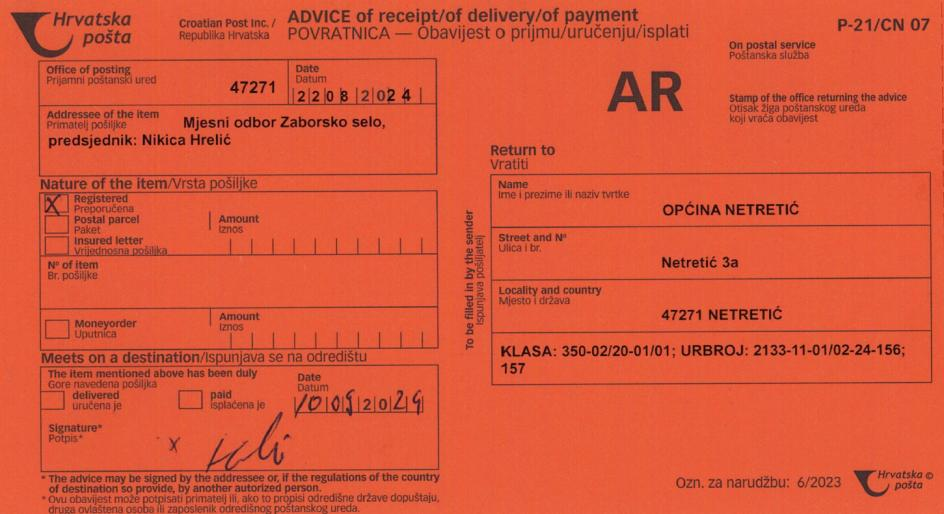 Hrvatska
pošta
Croatian Post Inc. /
Republika Hrvatska
ADVICE of receipt/of delivery/of payment
POVRATNICA — Obavijest o prijmu/uručenju/isplati
P-21/CN 07
On postal service
Poštanska služba
AR
Stamp of the office returning the advice
Otisak žiga poštanskog ureda
koji vraća obavijest
Office of posting
Prijamni poštanski ured
47271
Date
Datum
22082024
Addressee of the item
Primatelj pošiljke
Mjesni odbor Zaborsko selo,
predsjednik: Nikica Hrelić
Nature of the item/Vrsta pošiljke
X
Registered
Preporučena
Postal parcel
Paket
Amount
Iznos
Insured letter
Vrijednosna pošiljka
Nº of item
Br. pošiljke
Moneyorder
Uputnica
Amount
Iznos
Meets on a destination/Ispunjava se na odredištu
The item mentioned above has been duly
Gore navedena pošiljka
delivered
uručena je
paid
isplaćena je
Date
Datum
10092024
Signature*
Potpis*
x
* The advice may be signed by the addressee or, if the regulations of the country
of destination so provide, by another autorized person.
* Ovu obavijest može potpisati primatelj ili, ako to propisi odredišne države dopuštaju,
druga ovlaštena osoba ili zaposlenik odredišnog poštanskog ureda.
To be filled in by the sender
Ispunjava pošiljatelj
Return to
Vratiti
Name
Ime i prezime ili naziv tvrtke
OPĆINA NETRETIĆ
Street and Nº
Ulica i br.
Netretić 3a
Locality and country
Mjesto i država
47271 NETRETIĆ
KLASA: 350-02/20-01/01; URBROJ: 2133-11-01/02-24-156;
157
Ozn. za narudžbu: 6/2023
Hrvatska ©
pošta